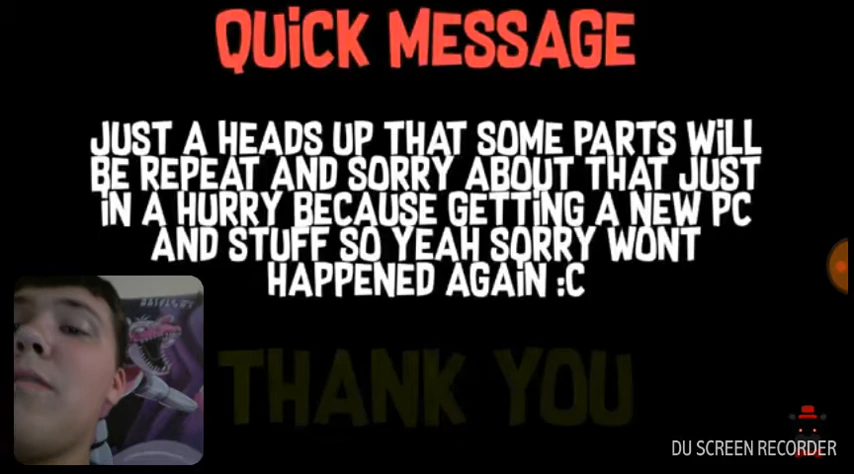 QUiCK MESSAGE
JUST A HEADS UP THAT SOME PARTS WiLL
BE REPEAT AND SORRY ABOUT THAT JUST
iN A HURRY BECAUSE GETTiNG A NEW PC
AND STUFF SO YEAH SORRY WONT
HAPPENED AGAiN :C
THANK YOU
DU SCREEN RECORDER